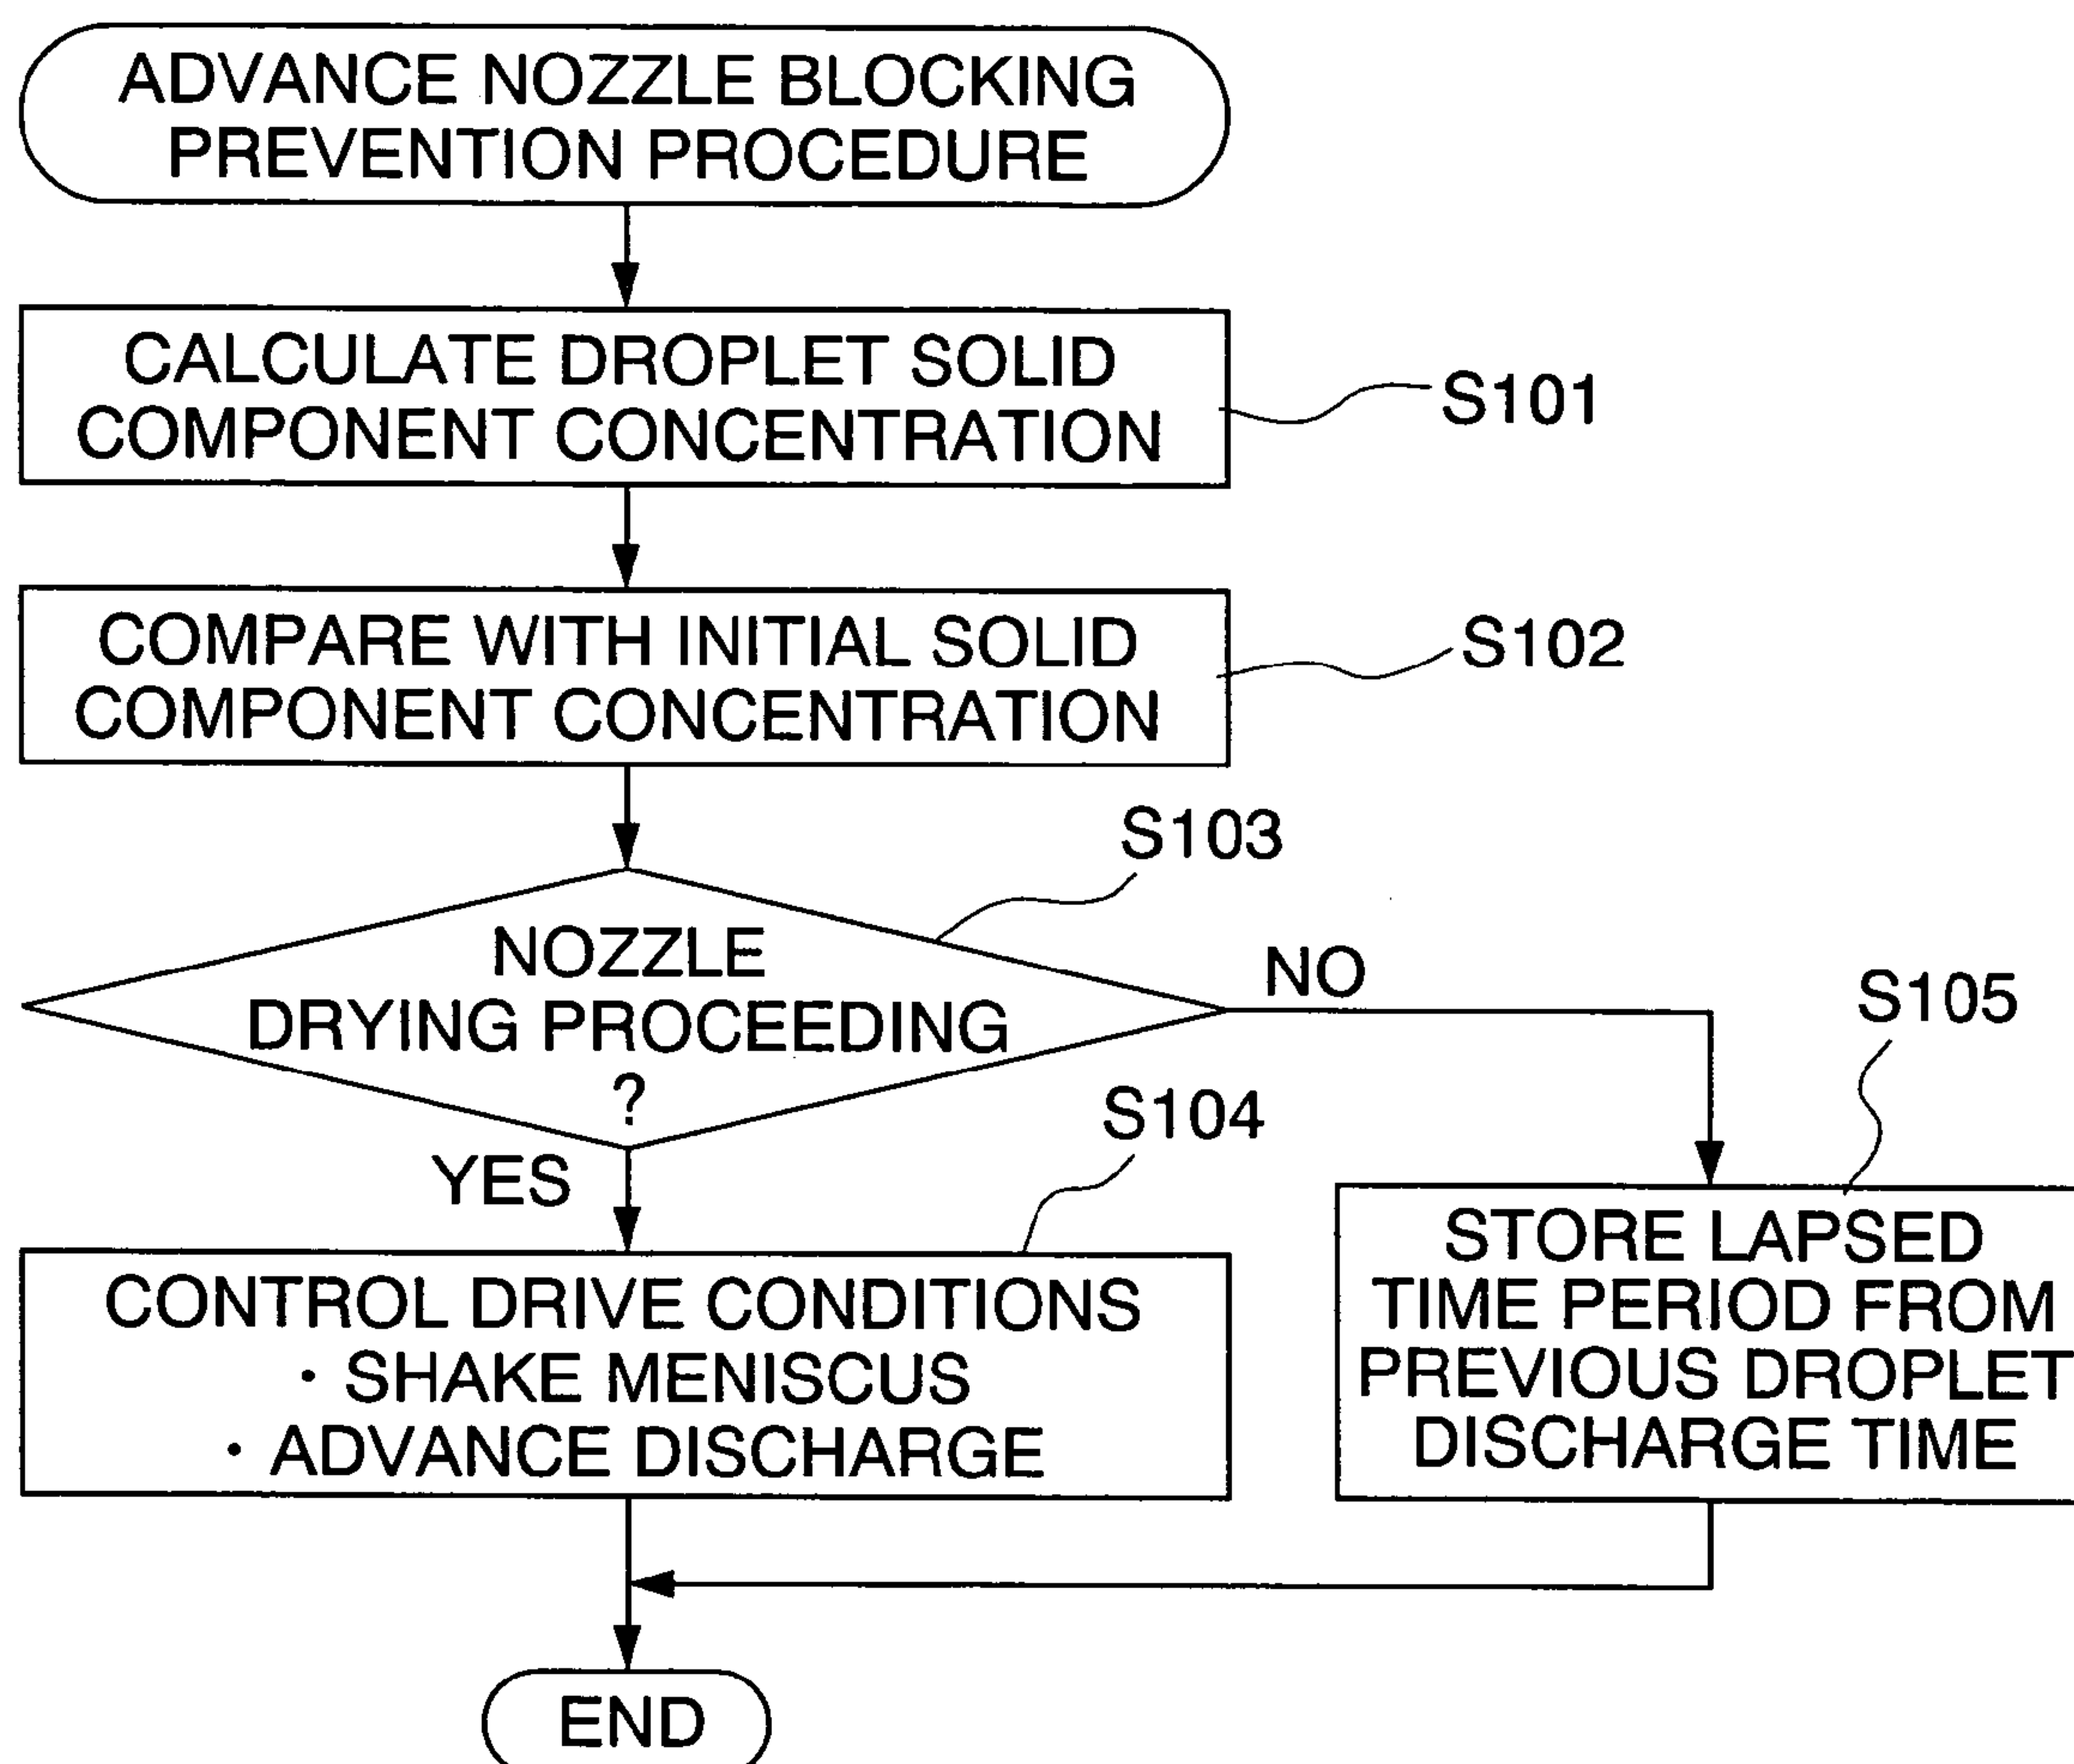 ADVANCE NOZZLE BLOCKING
PREVENTION PROCEDURE
CALCULATE DROPLET SOLID
COMPONENT CONCENTRATION
S101
COMPARE WITH INITIAL SOLID
COMPONENT CONCENTRATION
S102
S103
NOZZLE
DRYING PROCEEDING
?
NO
YES
S104
S105
CONTROL DRIVE CONDITIONS
• SHAKE MENISCUS
• ADVANCE DISCHARGE
STORE LAPSED
TIME PERIOD FROM
PREVIOUS DROPLET
DISCHARGE TIME
END